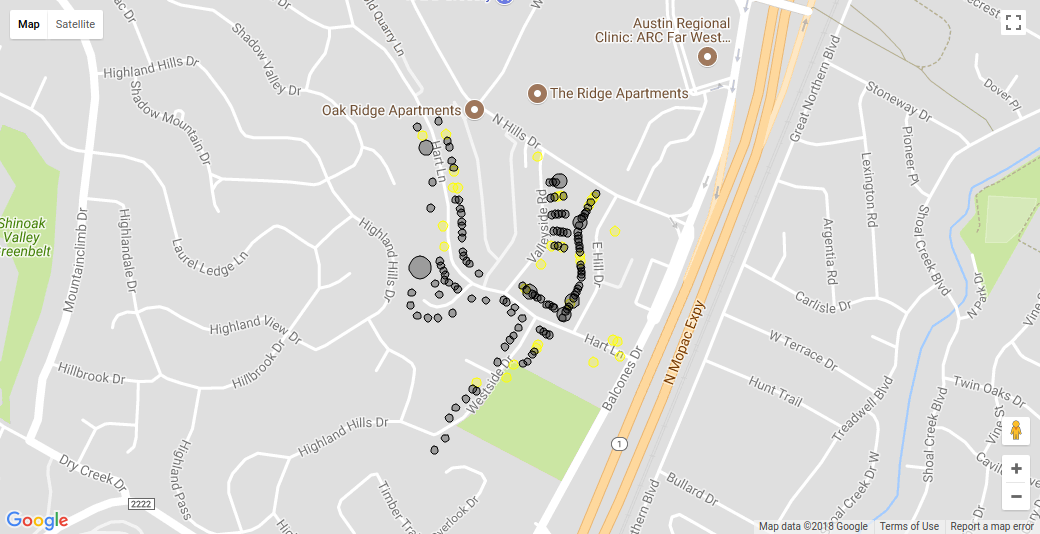 Map
Satellite
Old Quarry Ln
Austin Regional
Clinic: ARC Far West...
Highland Hills Dr
Shadow Valley Dr
Shadow Mountain Dr
Oak Ridge Apartments
The Ridge Apartments
N Hills Dr
Great Northern Blvd
Stoneway Dr
Dover Pl
Pioneer Pl
Hart Ln
Lexington Rd
Shinoak
Valley
Greenbelt
Mountainclimb Dr
Highlandale Dr
Laurel Ledge Ln
Highland Hills Dr
Valleyside Rd
E Hill Dr
Shoal Creek Blvd
Argentia Rd
Carlisle Dr
N Park Dr
Highland View Dr
Hillbrook Dr
Hillbrook Dr
Hart Ln
Westside Dr
Balcones Dr
N Mopac Expy
W Terrace Dr
Hunt Trail
Treadwell Blvd
Twin Oaks Dr
Shoal Creek Blvd
Highland Hills Dr
Highland Pass
Dry Creek Dr
2222
1
Timber Tra
Overlook Dr
Bullard Dr
Google
Map data ©2018 Google
Terms of Use
Report a map error